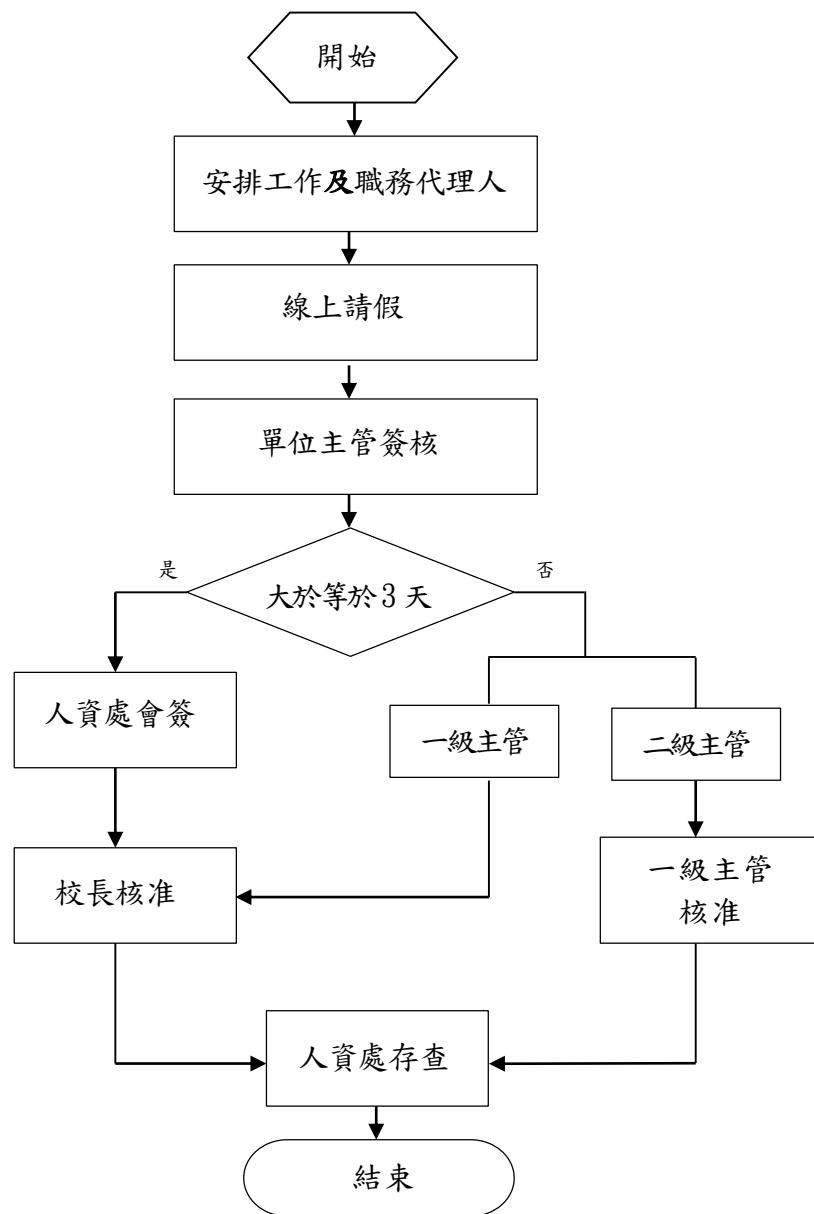 開始
安排工作及職務代理人
線上請假
單位主管簽核
是
否
大於等於3天
人資處會簽
一級主管
二級主管
校長核准
一級主管
核准
人資處存查
結束